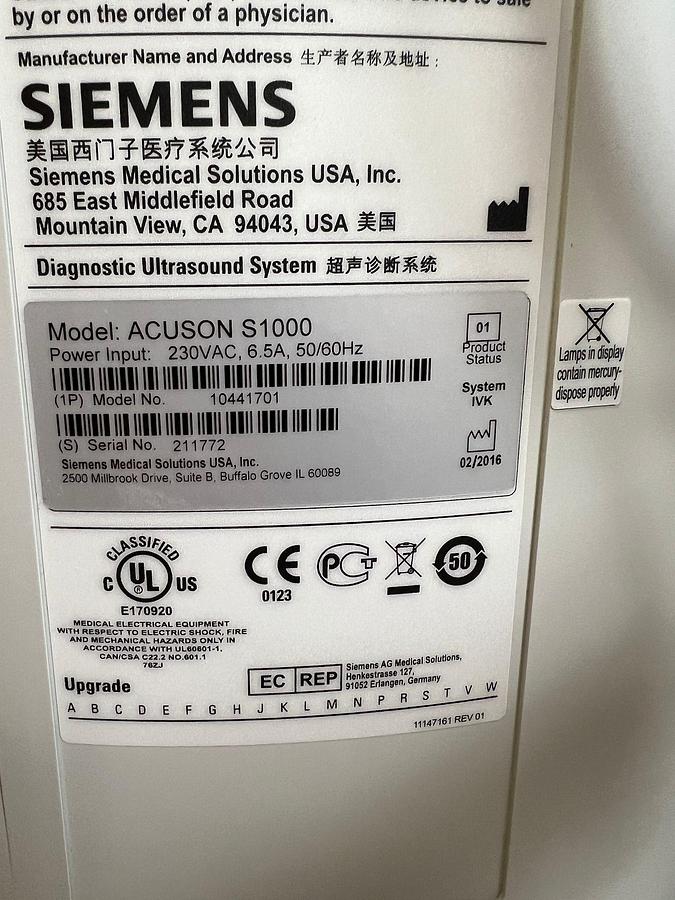 to sale
by or on the order of a physician.
Manufacturer Name and Address 生产者名称及地址：
SIEMENS
美国西门子医疗系统公司
Siemens Medical Solutions USA, Inc.
685 East Middlefield Road
Mountain View, CA 94043, USA 美国
Diagnostic Ultrasound System 超声诊断系统
Model: ACUSON S1000
Power Input: 230VAC, 6.5A, 50/60Hz
(1P) Model No. 10441701
(S) Serial No. 211772
Siemens Medical Solutions USA, Inc.
2500 Millbrook Drive, Suite B, Buffalo Grove IL 60089
01
Product
Status
System
IVK
02/2016
Lamps in display
contain mercury-
dispose properly
CLASSIFIED
C UL US
®
E170920
MEDICAL ELECTRICAL EQUIPMENT
WITH RESPECT TO ELECTRIC SHOCK, FIRE
AND MECHANICAL HAZARDS ONLY IN
ACCORDANCE WITH UL60601-1,
CAN/CSA C22.2 NO.601.1
76ZJ
CE
0123
PCT
50
EC REP
Siemens AG Medical Solutions,
Henkestrasse 127,
91052 Erlangen, Germany
Upgrade
A B C D E F G H J K L M N P R S T V W
11147161 REV 01